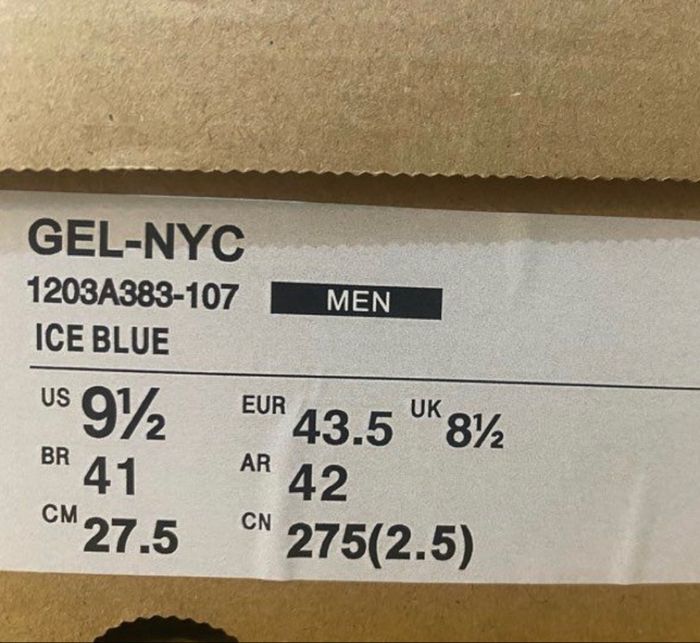 GEL-NYC
1203A383-107 MEN
ICE BLUE
US 9½ EUR 43.5 UK 8½
BR 41 AR 42
CM 27.5 CN 275(2.5)